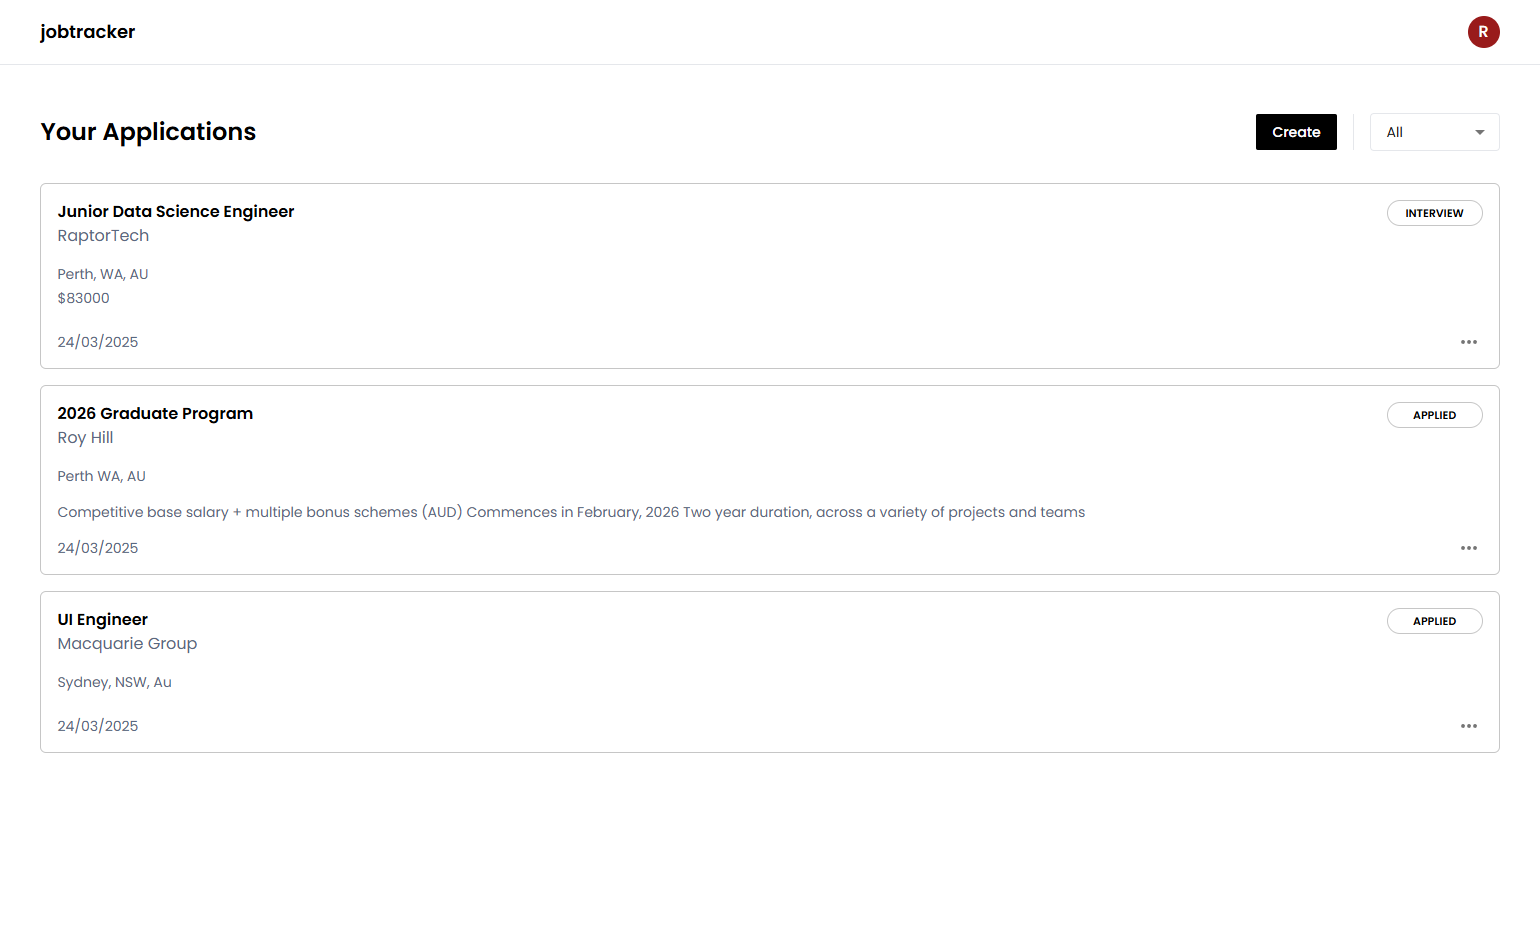 jobtracker
R
Your Applications
Create
All
Junior Data Science Engineer
INTERVIEW
RaptorTech
Perth, WA, AU
$83000
24/03/2025
2026 Graduate Program
APPLIED
Roy Hill
Perth WA, AU
Competitive base salary + multiple bonus schemes (AUD) Commences in February, 2026 Two year duration, across a variety of projects and teams
24/03/2025
UI Engineer
APPLIED
Macquarie Group
Sydney, NSW, Au
24/03/2025